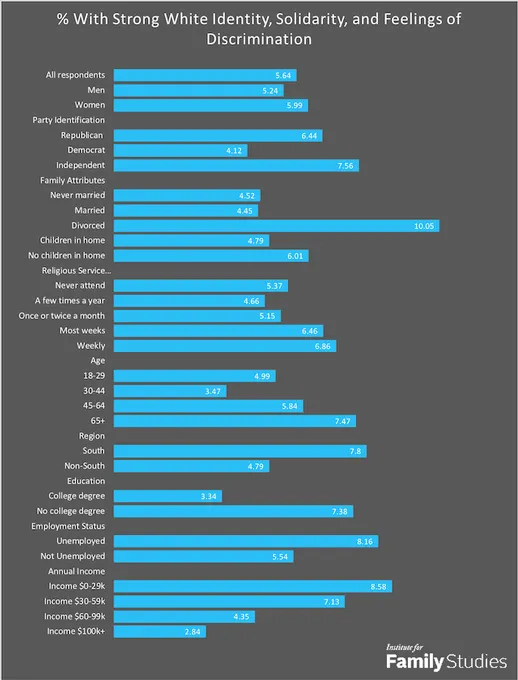 % With Strong White Identity, Solidarity, and Feelings of
Discrimination
All respondents 5.64
Men 5.24
Women 5.99
Party Identification
Republican 6.44
Democrat 4.12
Independent 7.56
Family Attributes
Never married 4.52
Married 4.45
Divorced 10.05
Children in home 4.79
No children in home 6.01
Religious Service...
Never attend 5.37
A few times a year 4.66
Once or twice a month 5.15
Most weeks 6.46
Weekly 6.86
Age
18-29 4.99
30-44 3.47
45-64 5.84
65+ 7.47
Region
South 7.8
Non-South 4.79
Education
College degree 3.34
No college degree 7.38
Employment Status
Unemployed 8.16
Not Unemployed 5.54
Annual Income
Income $0-29k 8.58
Income $30-59k 7.13
Income $60-99k 4.35
Income $100k+ 2.84
Institute for
Family Studies